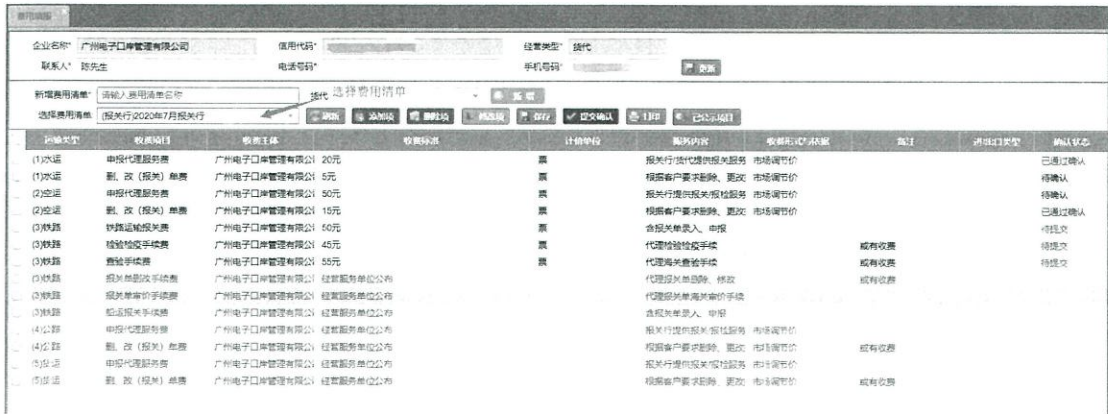 费用填报
企业名称* 广州电子口岸管理有限公司 信用代码* 经营类型* 货代
联系人* 陈先生 电话号码* 手机号码* 更新
新增费用清单* 请输入费用清单名称 货代 选择费用清单 新增
选择费用清单 (报关行)2020年7月报关行 刷新 添加项 删除项 修改项 保存 提交确认 打印 已公示项目
运输类型 收费项目 收费主体 收费标准 计价单位 服务内容 收费形式与依据 备注 进出口类型 确认状态
(1)水运 申报代理服务费 广州电子口岸管理有限公 20元 票 报关行/货代提供报关服务 市场调节价 已通过确认
(1)水运 删、改(报关)单费 广州电子口岸管理有限公 5元 票 根据客户要求删除、更改 市场调节价 待确认
(2)空运 申报代理服务费 广州电子口岸管理有限公 50元 票 报关行提供报关/报检服务 市场调节价 待确认
(2)空运 删、改(报关)单费 广州电子口岸管理有限公 15元 票 根据客户要求删除、更改 市场调节价 已通过确认
(3)铁路 铁路运输报关费 广州电子口岸管理有限公 50元 票 含报关单录入、申报 待提交
(3)铁路 检验检疫手续费 广州电子口岸管理有限公 45元 票 代理检验检疫手续 或有收费 待提交
(3)铁路 查验手续费 广州电子口岸管理有限公 55元 票 代理海关查验手续 或有收费 待提交
(3)铁路 报关单删改手续费 广州电子口岸管理有限公 经营服务单位公布 代理报关单删除、修改 或有收费
(3)铁路 报关单审价手续费 广州电子口岸管理有限公 经营服务单位公布 代理报关单海关审价手续
(3)铁路 报关手续费 广州电子口岸管理有限公 经营服务单位公布 含报关单录入、申报
(4)公路 申报代理服务费 广州电子口岸管理有限公 经营服务单位公布 报关行提供报关/报检服务 市场调节价
(4)公路 删、改(报关)单费 广州电子口岸管理有限公 经营服务单位公布 根据客户要求删除、更改 市场调节价 或有收费
(5) 申报代理服务费 广州电子口岸管理有限公 经营服务单位公布 报关行提供报关/报检服务 市场调节价
(5) 删、改(报关)单费 广州电子口岸管理有限公 经营服务单位公布 根据客户要求删除、更改 市场调节价 或有收费